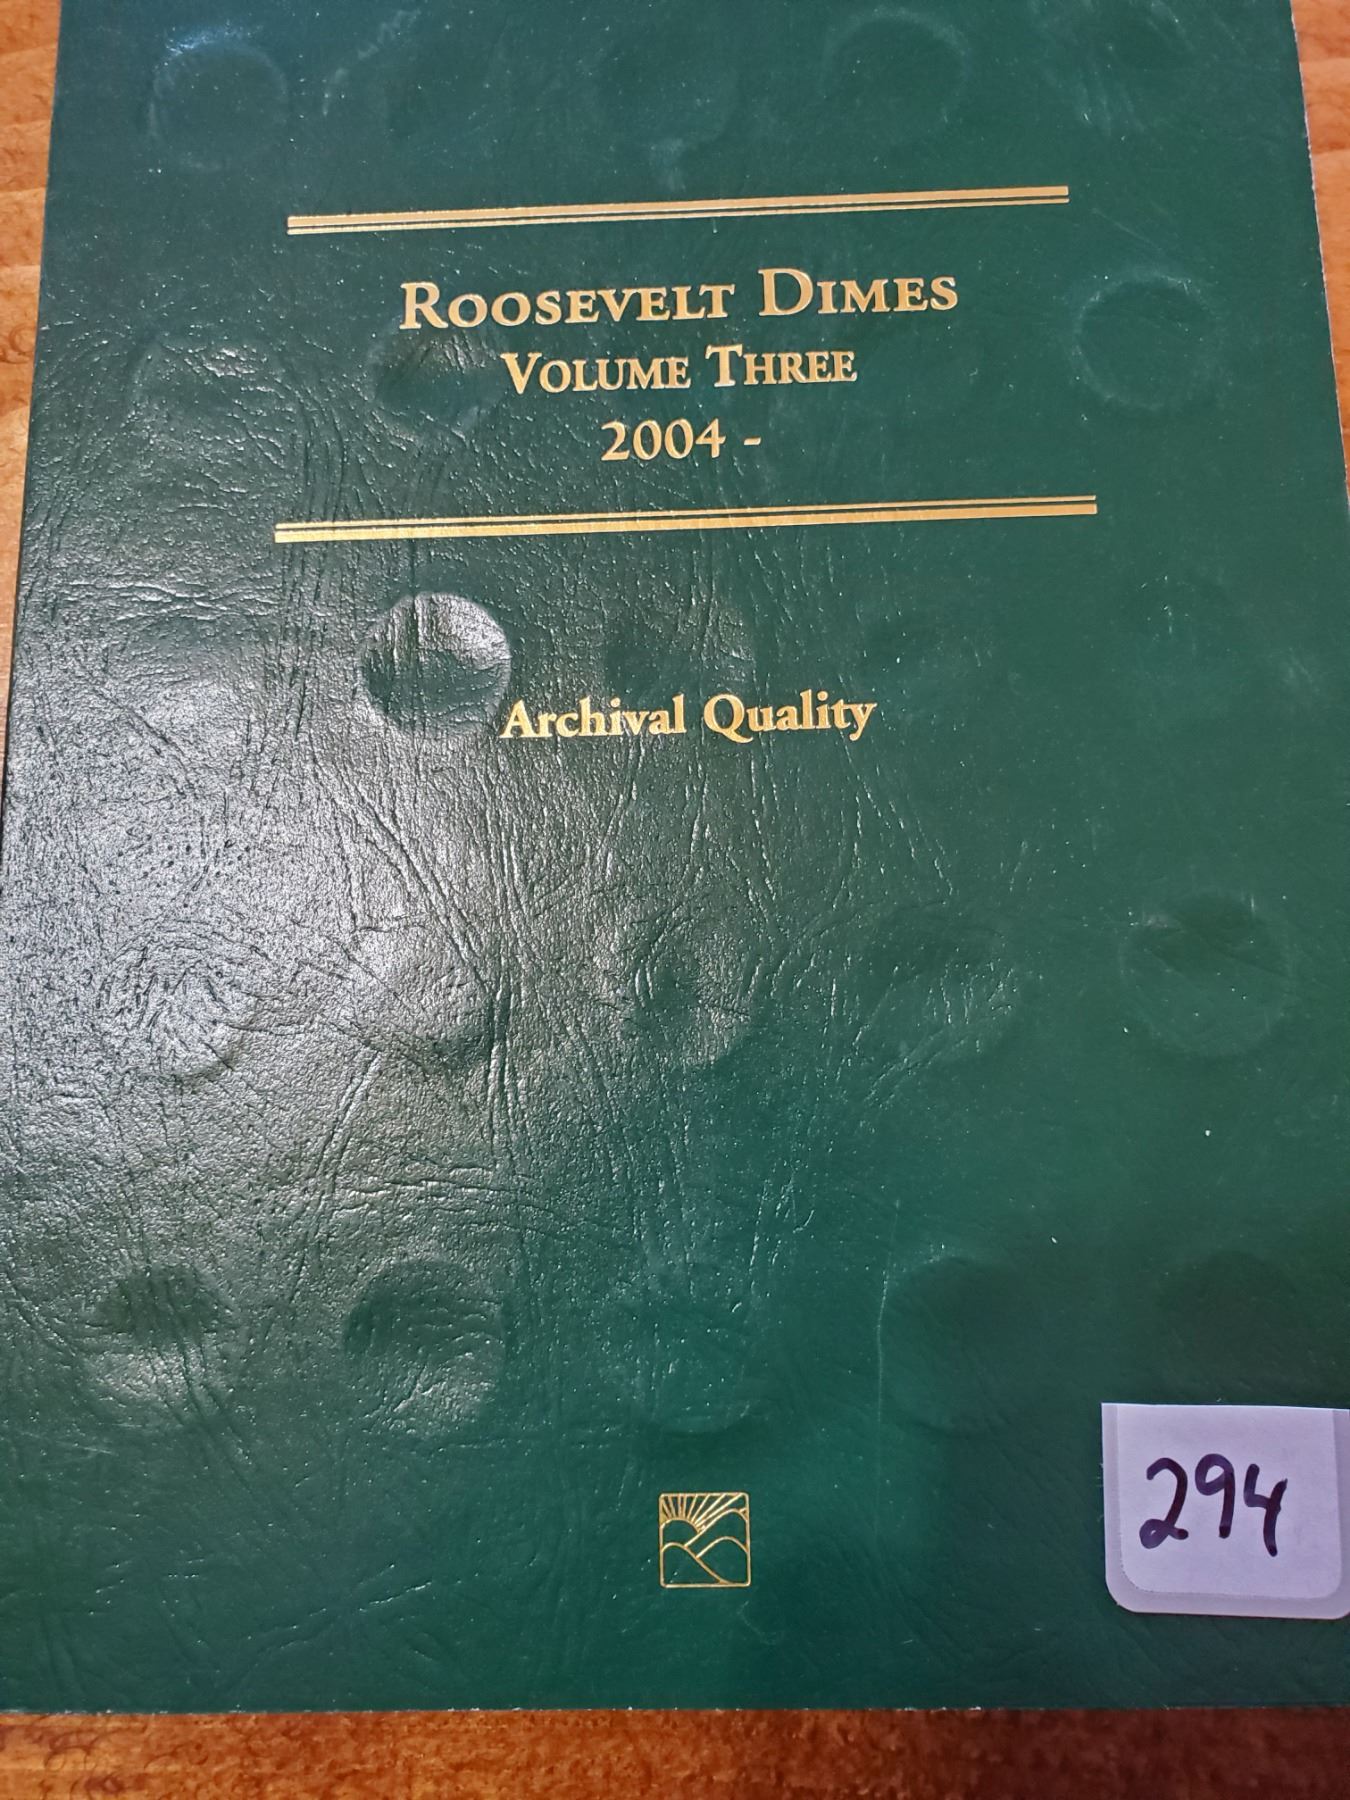 ROOSEVELT DIMES
VOLUME THREE
2004 -
Archival Quality
294